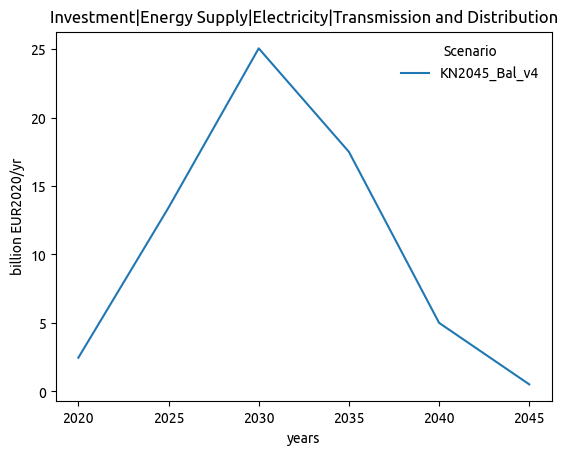 Investment|Energy Supply|Electricity|Transmission and Distribution
Scenario
KN2045_Bal_v4
billion EUR2020/yr
25
20
15
10
5
0
2020 2025 2030 2035 2040 2045
years